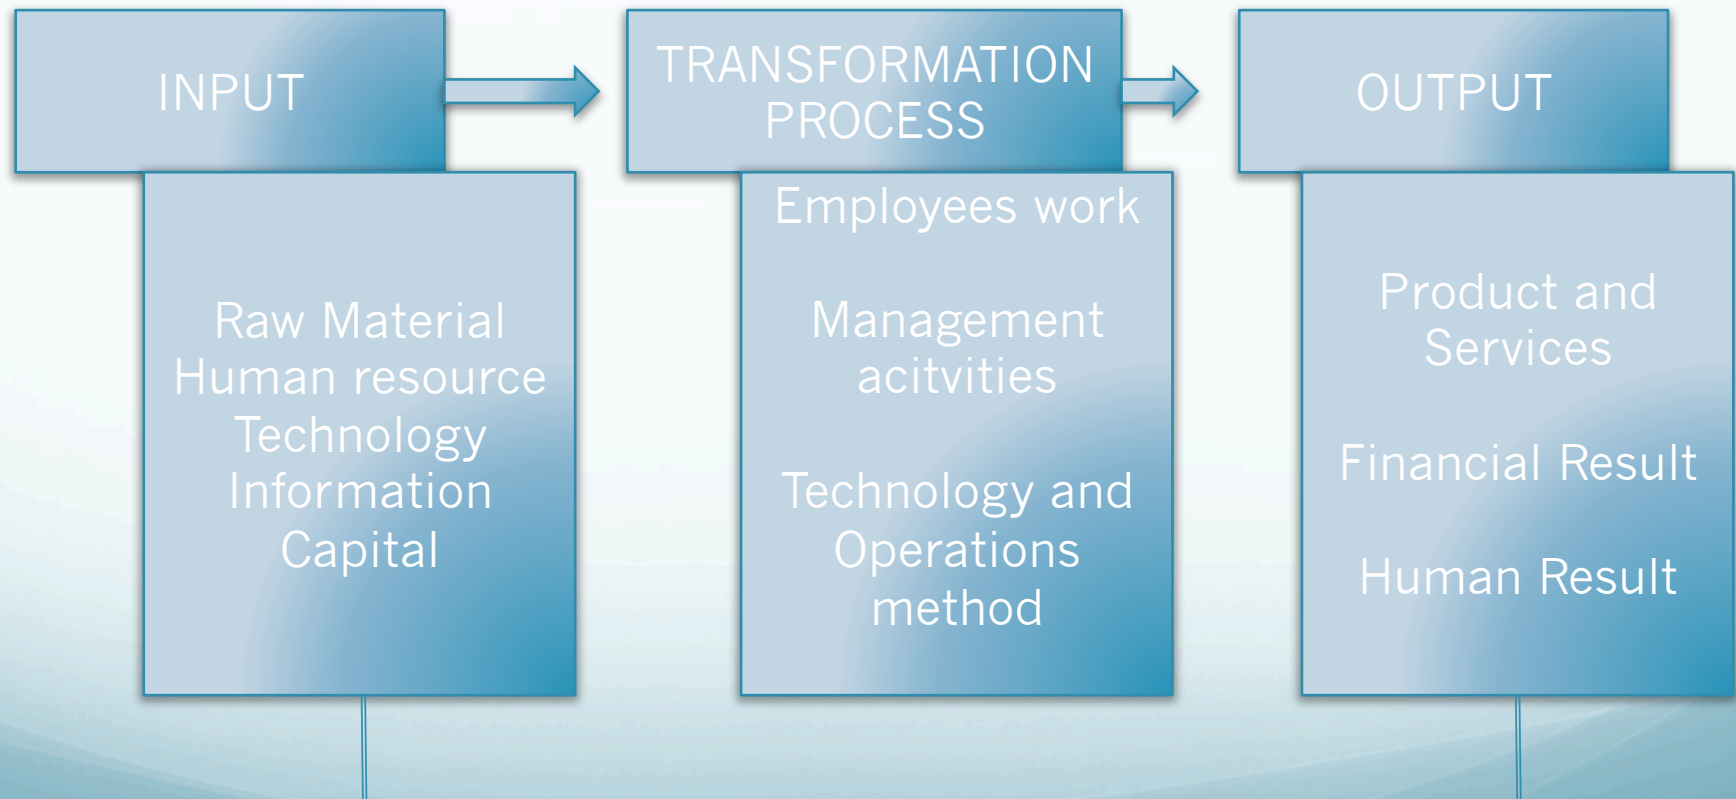 INPUT
Raw Material
Human resource
Technology
Information
Capital
TRANSFORMATION
PROCESS
Employees work
Management
acitvities
Technology and
Operations
method
OUTPUT
Product and
Services
Financial Result
Human Result